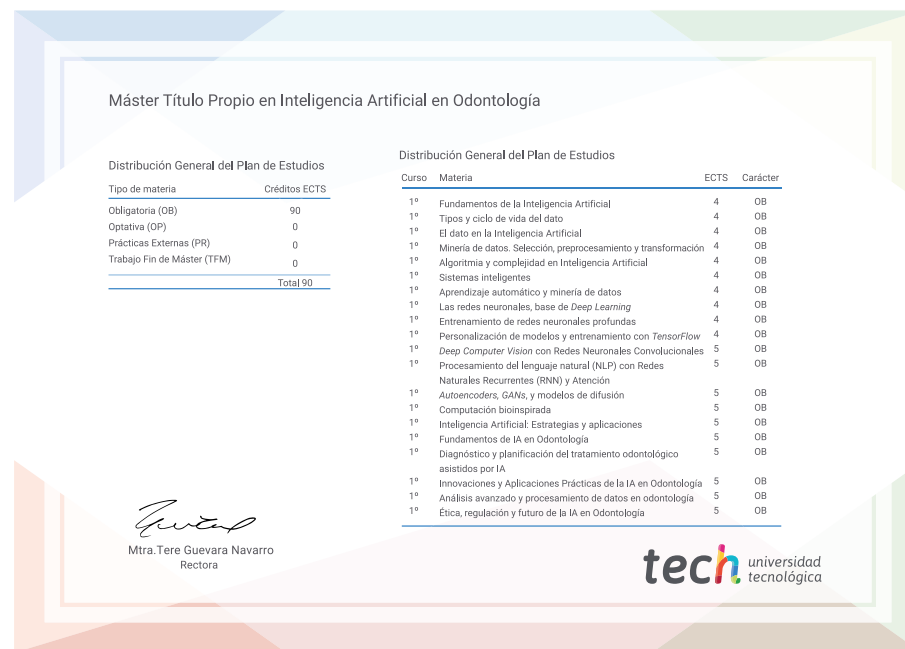 Máster Título Propio en Inteligencia Artificial en Odontología
Distribución General del Plan de Estudios
Tipo de materia Créditos ECTS
Obligatoria (OB) 90
Optativa (OP) 0
Prácticas Externas (PR) 0
Trabajo Fin de Máster (TFM) 0
Total 90
Distribución General del Plan de Estudios
Curso Materia ECTS Carácter
1º Fundamentos de la Inteligencia Artificial 4 OB
1º Tipos y ciclo de vida del dato 4 OB
1º El dato en la Inteligencia Artificial 4 OB
1º Minería de datos. Selección, preprocesamiento y transformación 4 OB
1º Algoritmia y complejidad en Inteligencia Artificial 4 OB
1º Sistemas inteligentes 4 OB
1º Aprendizaje automático y minería de datos 4 OB
1º Las redes neuronales, base de Deep Learning 4 OB
1º Entrenamiento de redes neuronales profundas 4 OB
1º Personalización de modelos y entrenamiento con TensorFlow 4 OB
1º Deep Computer Vision con Redes Neuronales Convolucionales 5 OB
1º Procesamiento del lenguaje natural (NLP) con Redes 5 OB
Naturales Recurrentes (RNN) y Atención
1º Autoencoders, GANs, y modelos de difusión 5 OB
1º Computación bioinspirada 5 OB
1º Inteligencia Artificial: Estrategias y aplicaciones 5 OB
1º Fundamentos de IA en Odontología 5 OB
1º Diagnóstico y planificación del tratamiento odontológico 5 OB
asistidos por IA
1º Innovaciones y Aplicaciones Prácticas de la IA en Odontología 5 OB
1º Análisis avanzado y procesamiento de datos en odontología 5 OB
1º Ética, regulación y futuro de la IA en Odontología 5 OB
Mtra.Tere Guevara Navarro
Rectora
tech universidad
tecnológica